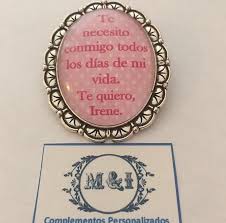 Te
necesito
conmigo todos
los días de mi
vida.
Te quiero,
Irene.
M&I
Complementos Personalizados